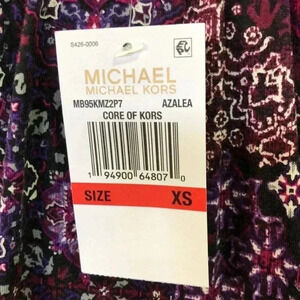 S426-0006
MICHAEL
MICHAEL KORS
MB95KMZ2P7 AZALEA
CORE OF KORS
1 94900 64807 0
SIZE XS